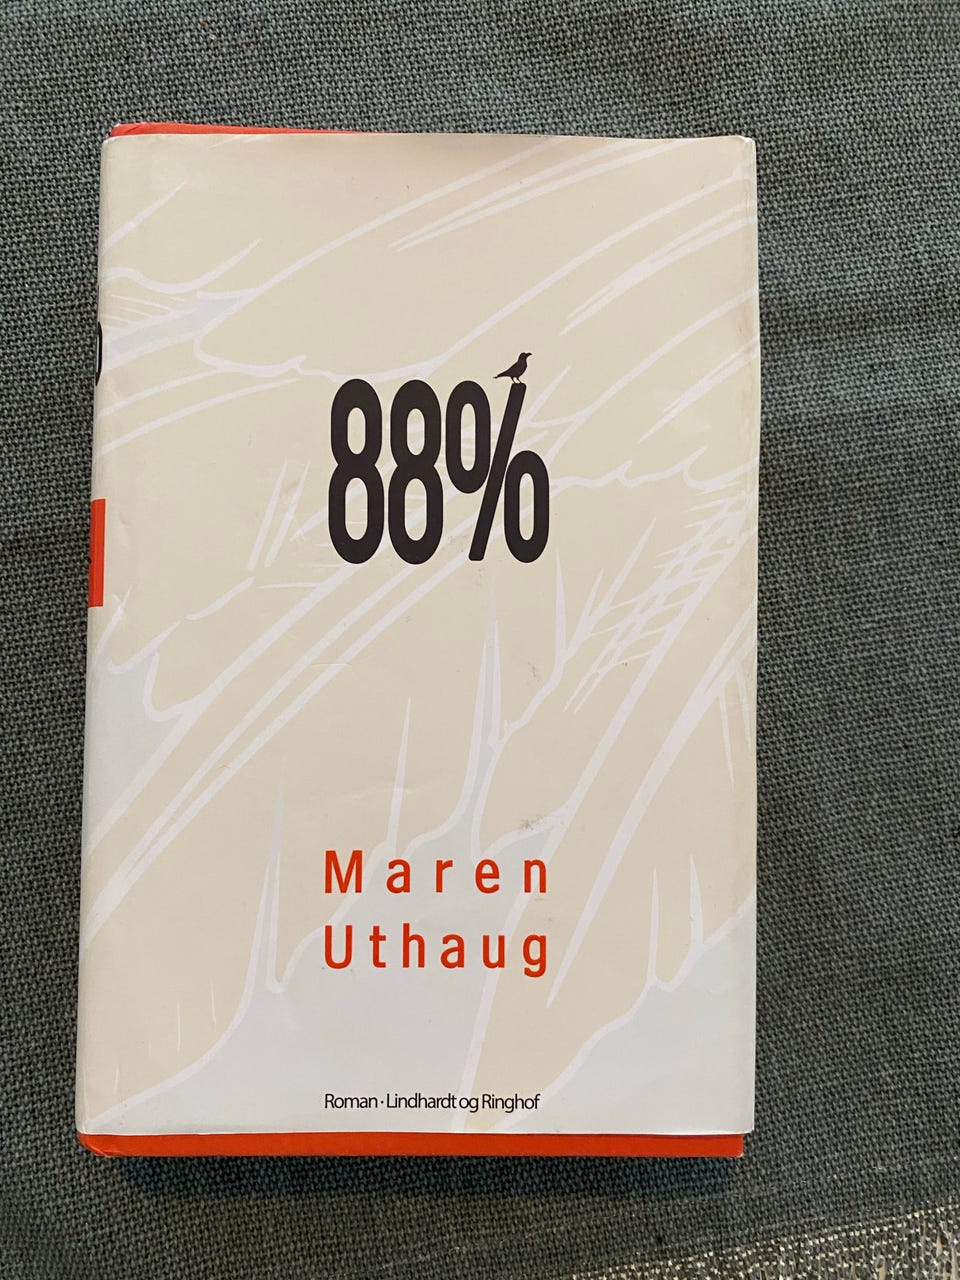 88%
Maren
Uthaug
Roman · Lindhardt og Ringhof